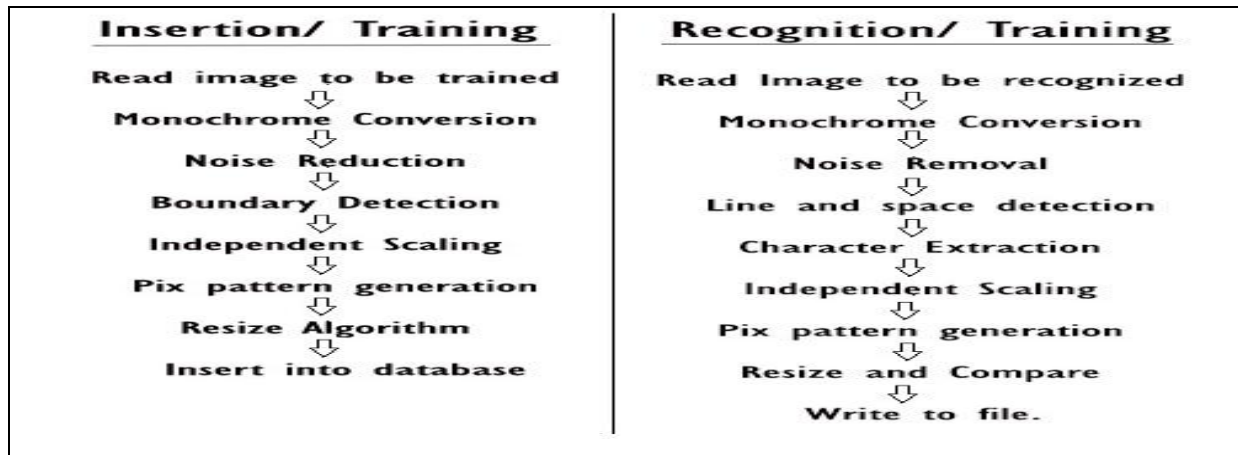 Insertion/ Training
Read image to be trained
Monochrome Conversion
Noise Reduction
Boundary Detection
Independent Scaling
Pix pattern generation
Resize Algorithm
Insert into database
Recognition/ Training
Read Image to be recognized
Monochrome Conversion
Noise Removal
Line and space detection
Character Extraction
Independent Scaling
Pix pattern generation
Resize and Compare
Write to file.